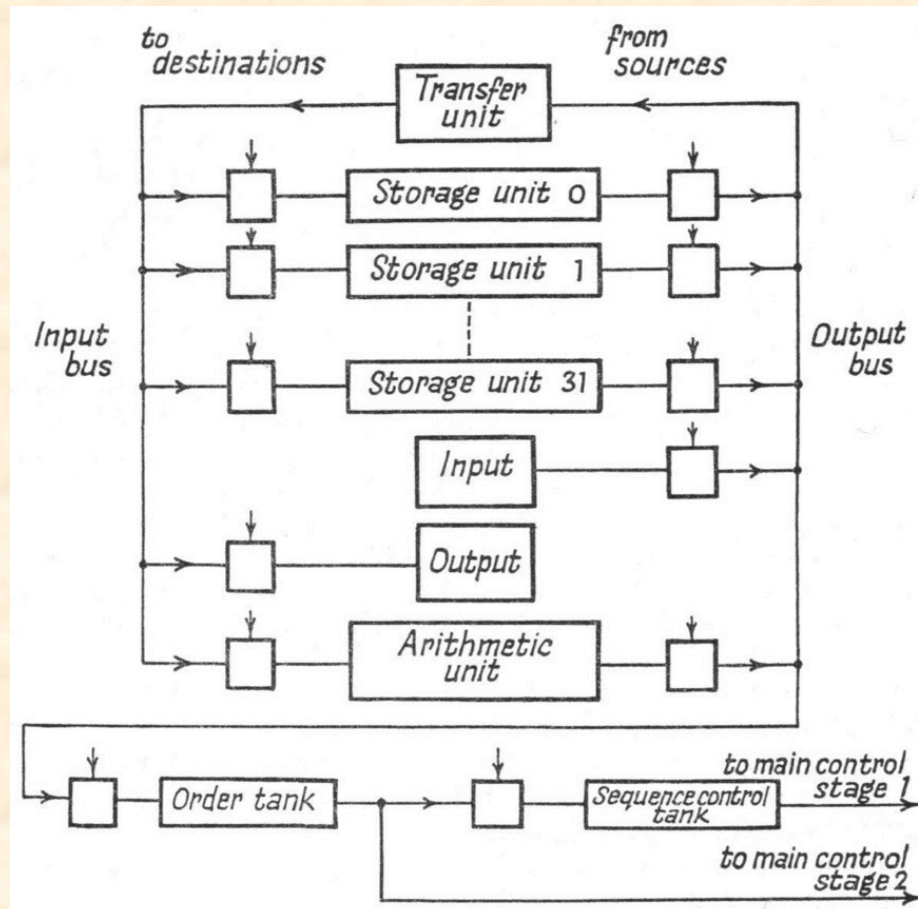 to
destinations
from
sources
Transfer
unit
Storage unit 0
Storage unit 1
Input
bus
Output
bus
Storage unit 31
Input
Output
Arithmetic
unit
to main control
stage 1
Order tank
Sequence control
tank
to main control
stage 2